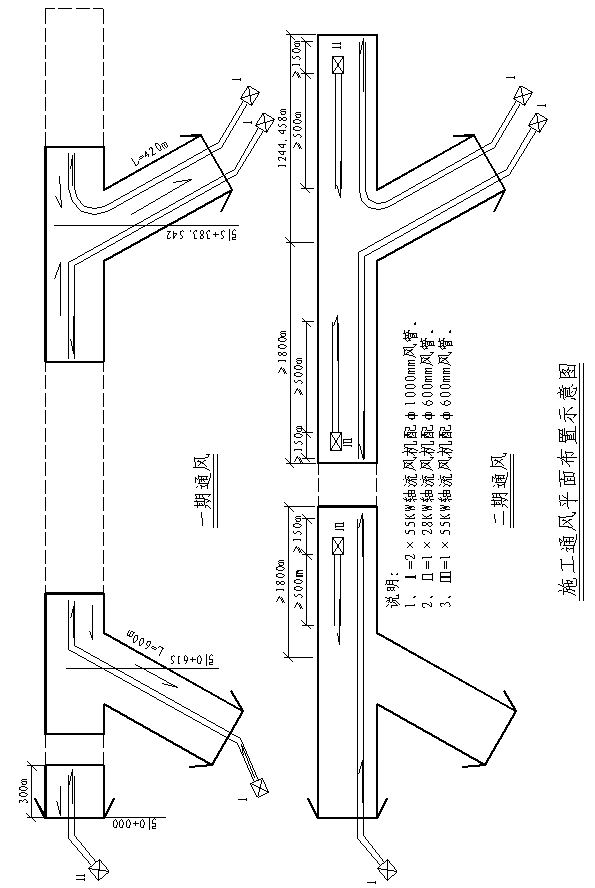 300m
引0+000
L=600m
引0+615
L=420m
引5+383.542
Ⅱ
Ⅰ
Ⅰ
Ⅰ
一期通风
≥1800m
≥500m
≥150m
Ⅲ
≥1800m
≥150m
≥500m
Ⅲ
1244.458m
≥500m
≥150m
Ⅱ
Ⅰ
Ⅰ
Ⅰ
二期通风
说明:
1、Ⅰ=2×55KW轴流风机配φ1000mm风管.
2、Ⅱ=1×28KW轴流风机配φ600mm风管.
3、Ⅲ=1×55KW轴流风机配φ600mm风管.
施工通风平面布置示意图